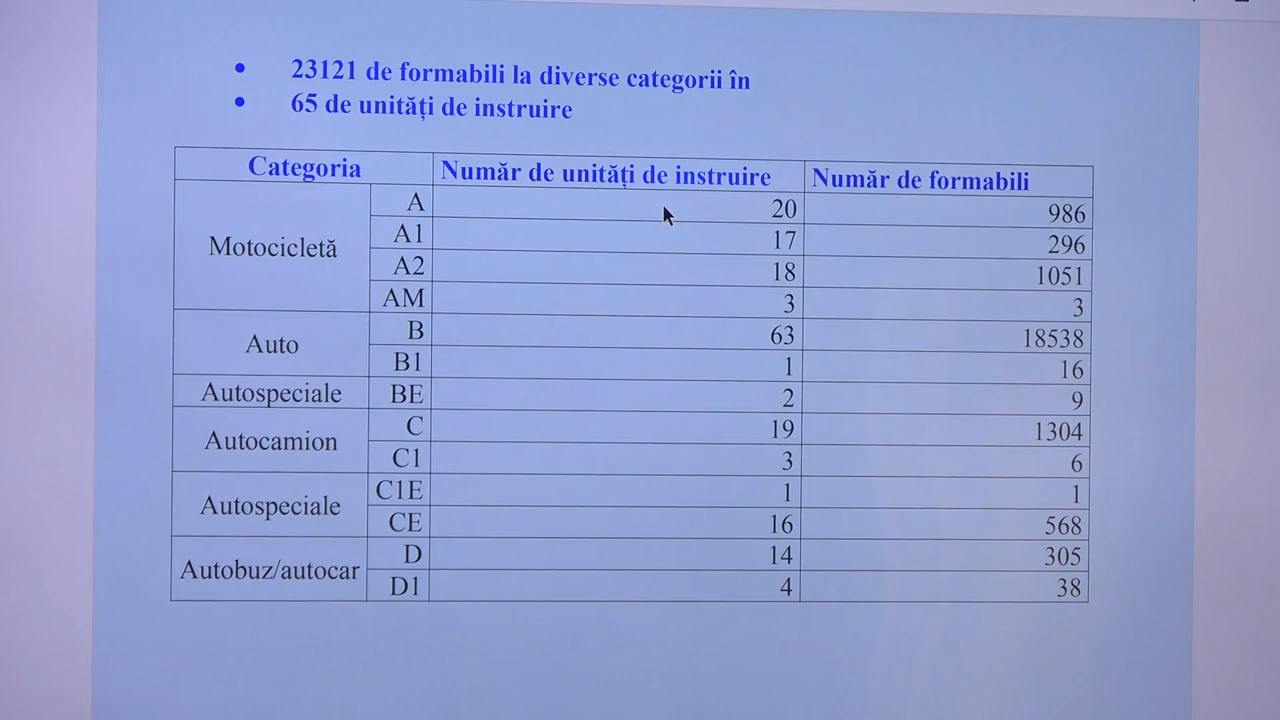 • 23121 de formabili la diverse categorii în
• 65 de unități de instruire
Categoria Număr de unități de instruire Număr de formabili
Motocicletă A 20 986
A1 17 296
A2 18 1051
AM 3 3
Auto B 63 18538
B1 1 16
Autospeciale BE 2 9
Autocamion C 19 1304
C1 3 6
Autospeciale C1E 1 1
CE 16 568
Autobuz/autocar D 14 305
D1 4 38